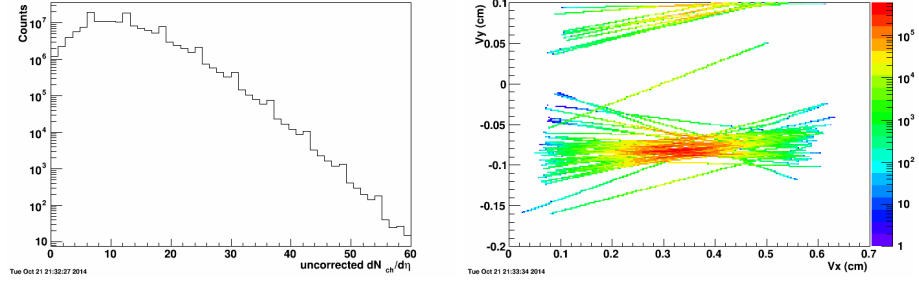 Counts
10^7
10^6
10^5
10^4
10^3
10^2
10
0 10 20 30 40 50 60
uncorrected dN_ch/dη
Tue Oct 21 21:32:27 2014
Vy (cm)
0.1
0.05
0
-0.05
-0.1
-0.15
-0.2
0 0.1 0.2 0.3 0.4 0.5 0.6 0.7
Vx (cm)
10^5
10^4
10^3
10^2
10
1
Tue Oct 21 21:33:34 2014